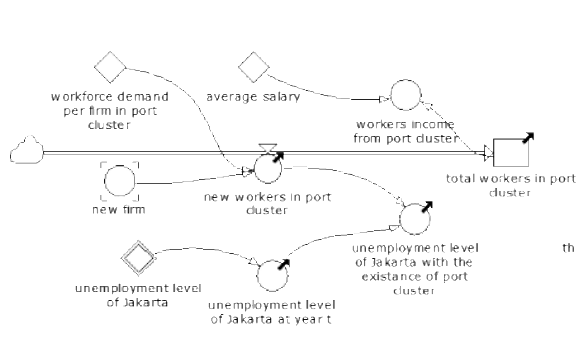 workforce demand
per firm in port
cluster
average salary
workers income
from port cluster
total workers in port
cluster
new firm
new workers in port
cluster
unemployment level
of Jakarta with the
existance of port
cluster
th
unemployment level
of Jakarta
unemployment level
of Jakarta at year t